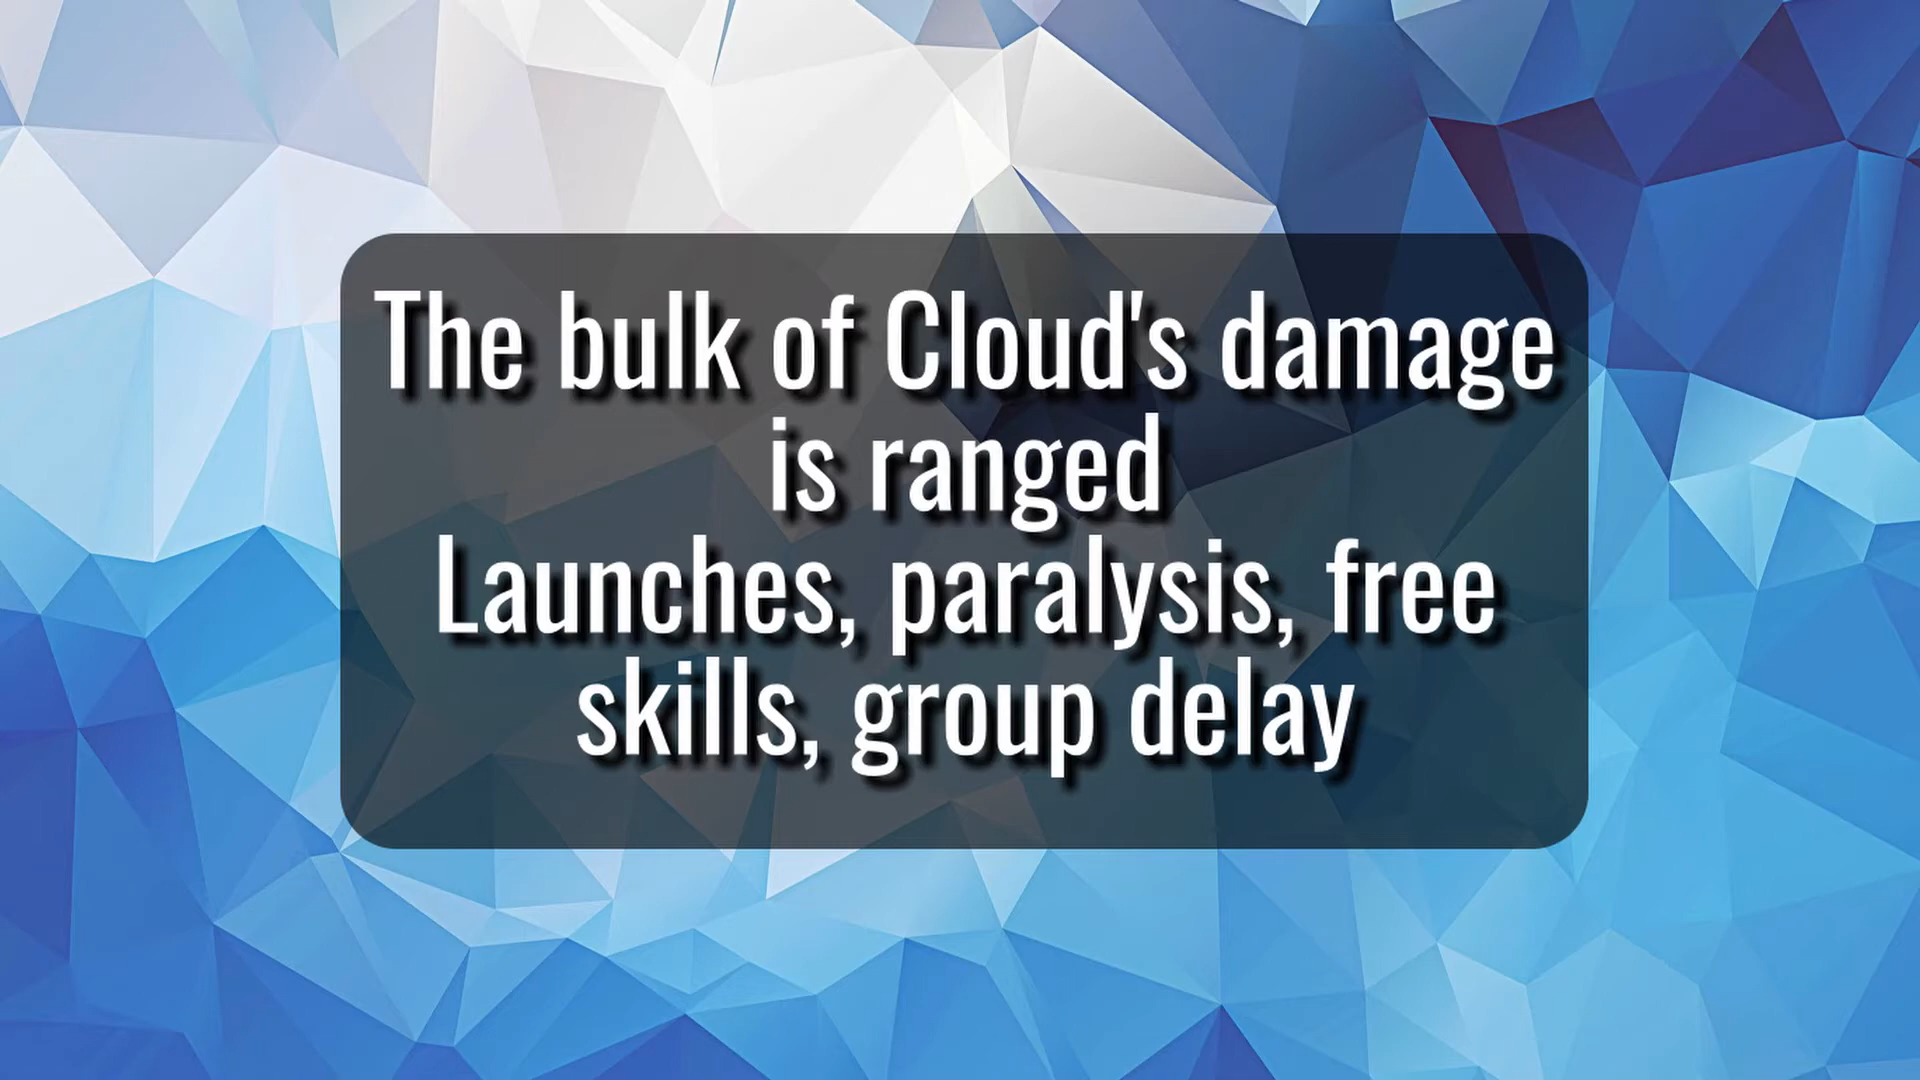 The bulk of Cloud's damage
is ranged
Launches, paralysis, free
skills, group delay